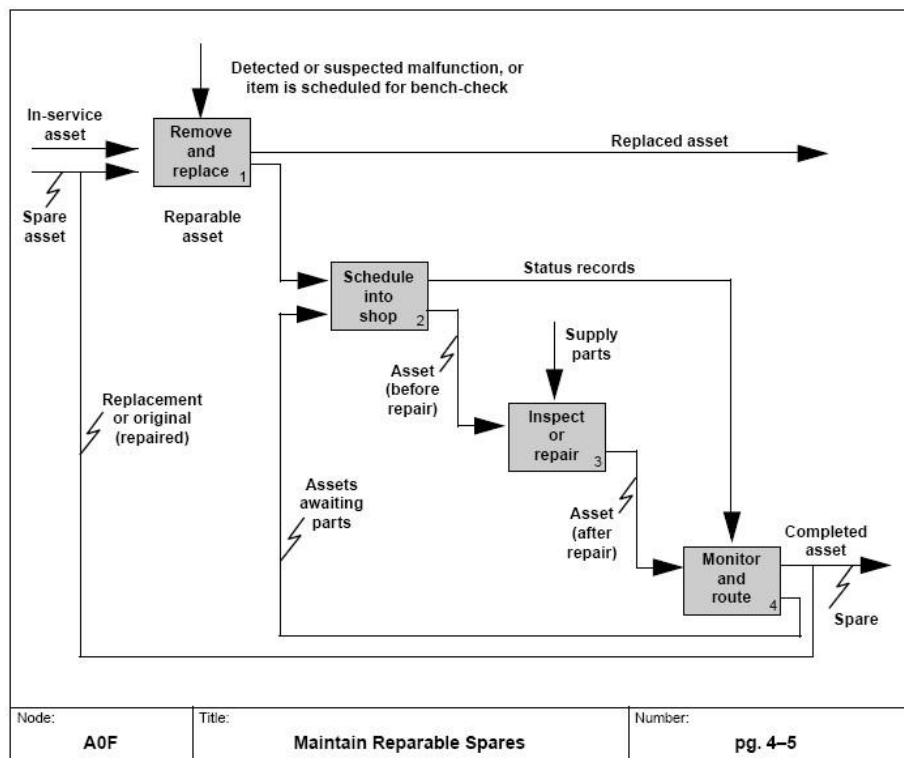 Detected or suspected malfunction, or
item is scheduled for bench-check
In-service
asset
Remove
and
replace
1
Replaced asset
Spare
asset
Reparable
asset
Schedule
into
shop
2
Status records
Supply
parts
Asset
(before
repair)
Replacement
or original
(repaired)
Inspect
or
repair
3
Assets
awaiting
parts
Asset
(after
repair)
Completed
asset
Monitor
and
route
4
Spare
Node:
A0F
Title:
Maintain Reparable Spares
Number:
pg. 4–5